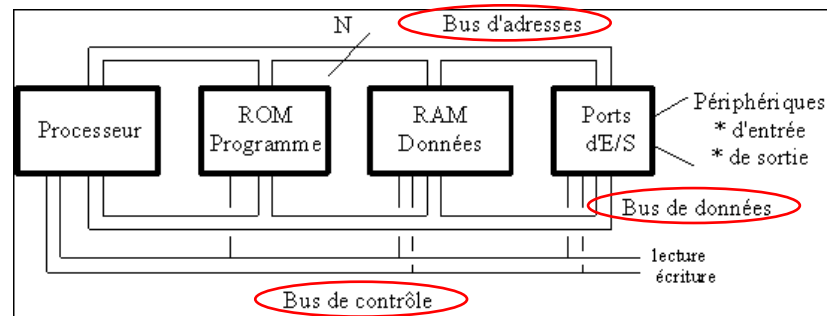 N
Bus d'adresses
Processeur
ROM
Programme
RAM
Données
Ports
d'E/S
Périphériques
* d'entrée
* de sortie
Bus de données
lecture
écriture
Bus de contrôle